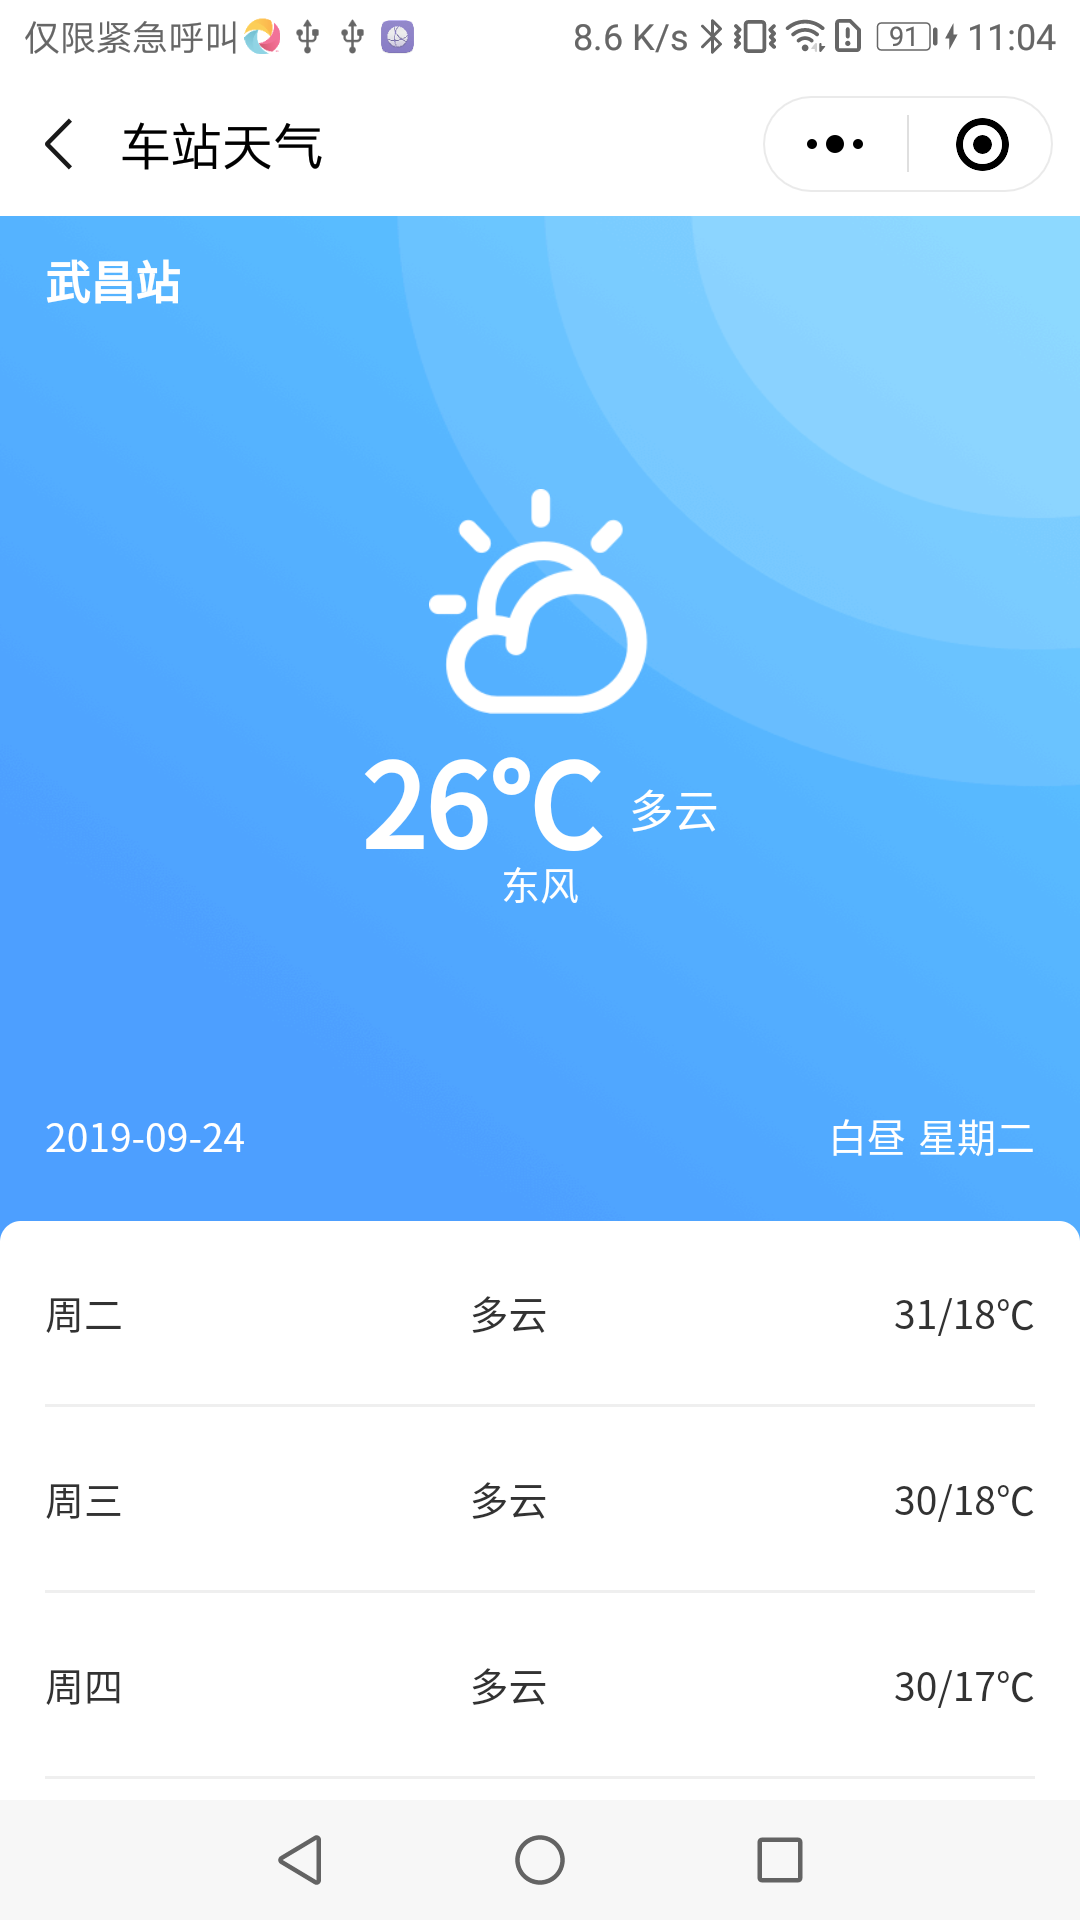 仅限紧急呼叫 8.6 K/s 91 11:04
车站天气
武昌站
26℃ 多云
东风
2019-09-24 白昼 星期二
周二 多云 31/18℃
周三 多云 30/18℃
周四 多云 30/17℃